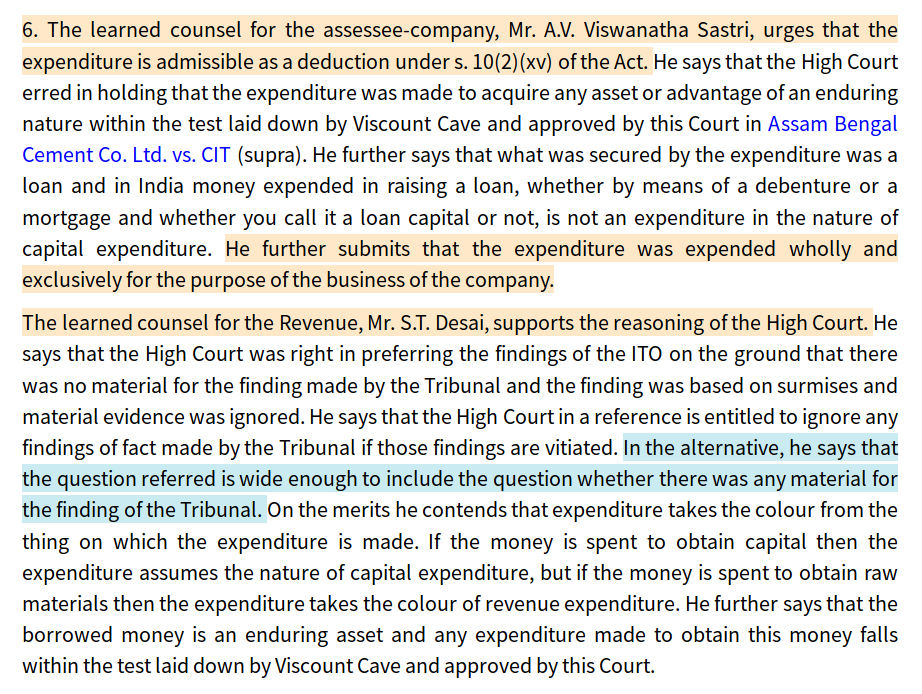 6. The learned counsel for the assessee-company, Mr. A.V. Viswanatha Sastri, urges that the
expenditure is admissible as a deduction under s. 10(2)(xv) of the Act. He says that the High Court
erred in holding that the expenditure was made to acquire any asset or advantage of an enduring
nature within the test laid down by Viscount Cave and approved by this Court in Assam Bengal
Cement Co. Ltd. vs. CIT (supra). He further says that what was secured by the expenditure was a
loan and in India money expended in raising a loan, whether by means of a debenture or a
mortgage and whether you call it a loan capital or not, is not an expenditure in the nature of
capital expenditure. He further submits that the expenditure was expended wholly and
exclusively for the purpose of the business of the company.
The learned counsel for the Revenue, Mr. S.T. Desai, supports the reasoning of the High Court. He
says that the High Court was right in preferring the findings of the ITO on the ground that there
was no material for the finding made by the Tribunal and the finding was based on surmises and
material evidence was ignored. He says that the High Court in a reference is entitled to ignore any
findings of fact made by the Tribunal if those findings are vitiated. In the alternative, he says that
the question referred is wide enough to include the question whether there was any material for
the finding of the Tribunal. On the merits he contends that expenditure takes the colour from the
thing on which the expenditure is made. If the money is spent to obtain capital then the
expenditure assumes the nature of capital expenditure, but if the money is spent to obtain raw
materials then the expenditure takes the colour of revenue expenditure. He further says that the
borrowed money is an enduring asset and any expenditure made to obtain this money falls
within the test laid down by Viscount Cave and approved by this Court.